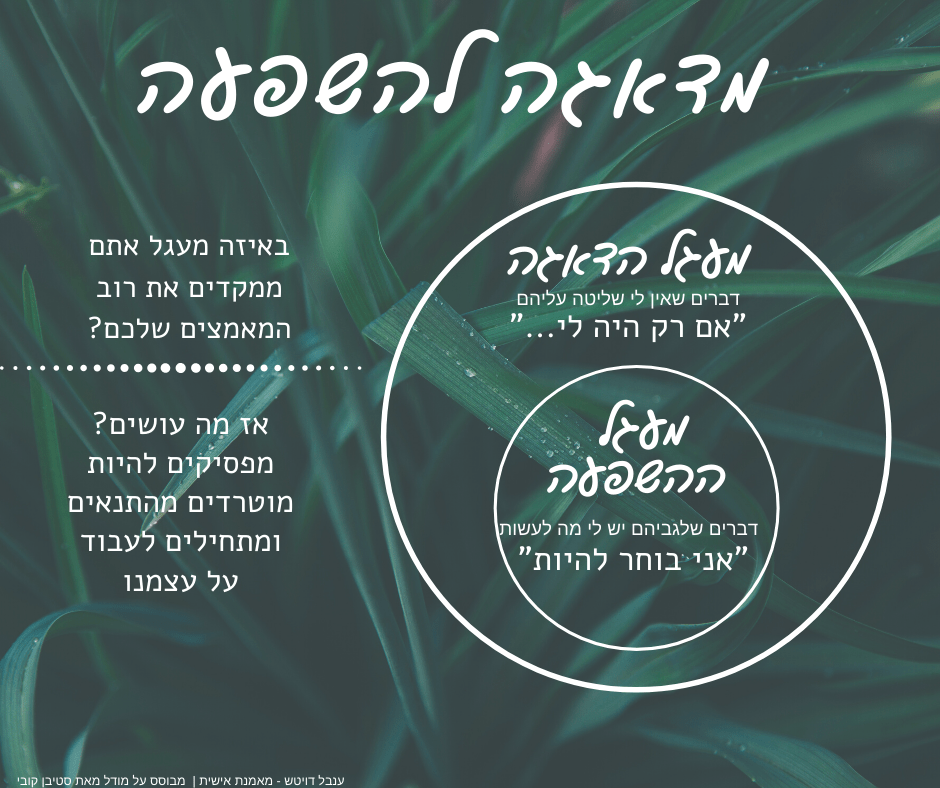 מדאגה להשפעה
מעגל הדאגה
דברים שאין לי שליטה עליהם
"אם רק היה לי..."
מעגל
ההשפעה
דברים שלגביהם יש לי מה לעשות
"אני בוחר להיות"
באיזה מעגל אתם
ממקדים את רוב
המאמצים שלכם?
אז מה עושים?
מפסיקים להיות
מוטרדים מהתנאים
ומתחילים לעבוד
על עצמנו
ענבל דויטש - מאמנת אישית | מבוסס על מודל מאת סטיבן קובי